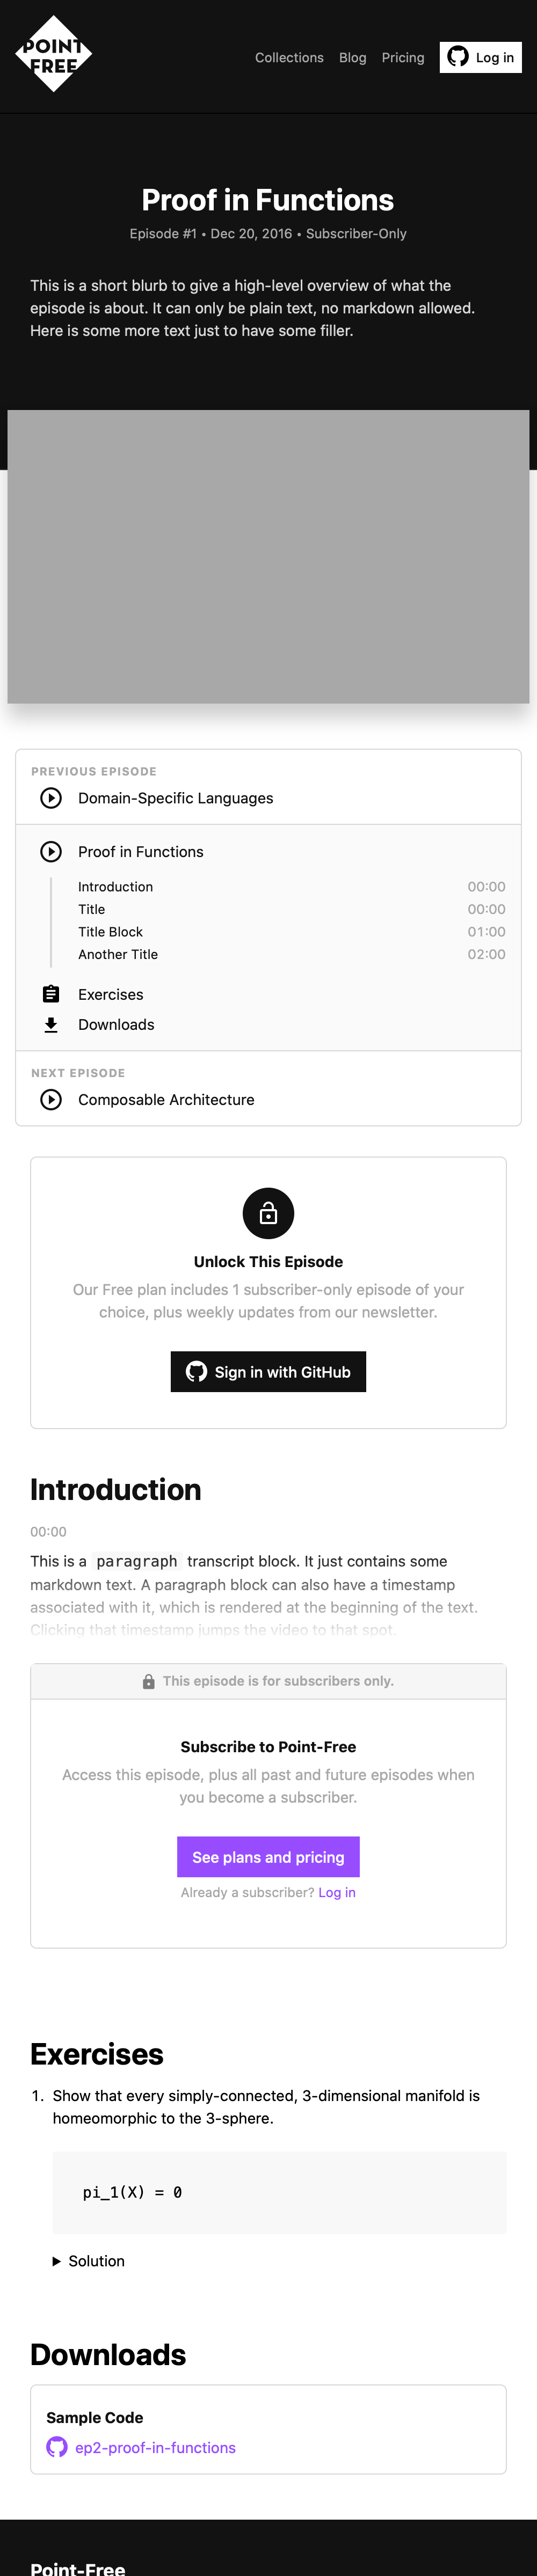 POINT
FREE
Collections Blog Pricing Log in
Proof in Functions
Episode #1 • Dec 20, 2016 • Subscriber-Only
This is a short blurb to give a high-level overview of what the
episode is about. It can only be plain text, no markdown allowed.
Here is some more text just to have some filler.
PREVIOUS EPISODE
Domain-Specific Languages
Proof in Functions
Introduction 00:00
Title 00:00
Title Block 01:00
Another Title 02:00
Exercises
Downloads
NEXT EPISODE
Composable Architecture
Unlock This Episode
Our Free plan includes 1 subscriber-only episode of your
choice, plus weekly updates from our newsletter.
Sign in with GitHub
Introduction
00:00
This is a paragraph transcript block. It just contains some
markdown text. A paragraph block can also have a timestamp
associated with it, which is rendered at the beginning of the text.
Clicking that timestamp jumps the video to that spot.
This episode is for subscribers only.
Subscribe to Point-Free
Access this episode, plus all past and future episodes when
you become a subscriber.
See plans and pricing
Already a subscriber? Log in
Exercises
1. Show that every simply-connected, 3-dimensional manifold is
homeomorphic to the 3-sphere.
pi_1(X) = 0
Solution
Downloads
Sample Code
ep2-proof-in-functions
Point-Free